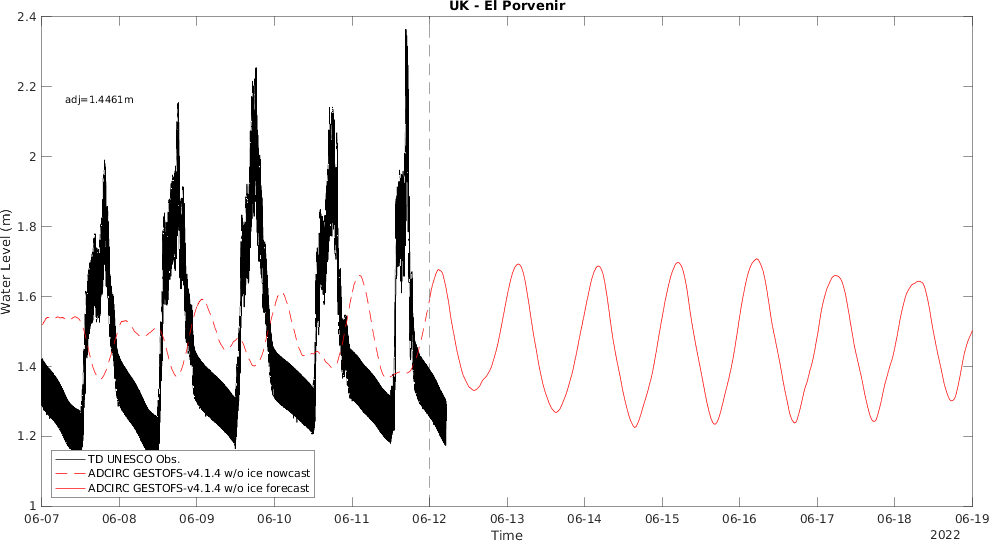 UK - El Porvenir
2.4
2.2
2
1.8
1.6
1.4
1.2
1
Water Level (m)
adj=1.4461m
TD UNESCO Obs.
ADCIRC GESTOFS-v4.1.4 w/o ice nowcast
ADCIRC GESTOFS-v4.1.4 w/o ice forecast
06-07 06-08 06-09 06-10 06-11 06-12 06-13 06-14 06-15 06-16 06-17 06-18 06-19
Time
2022